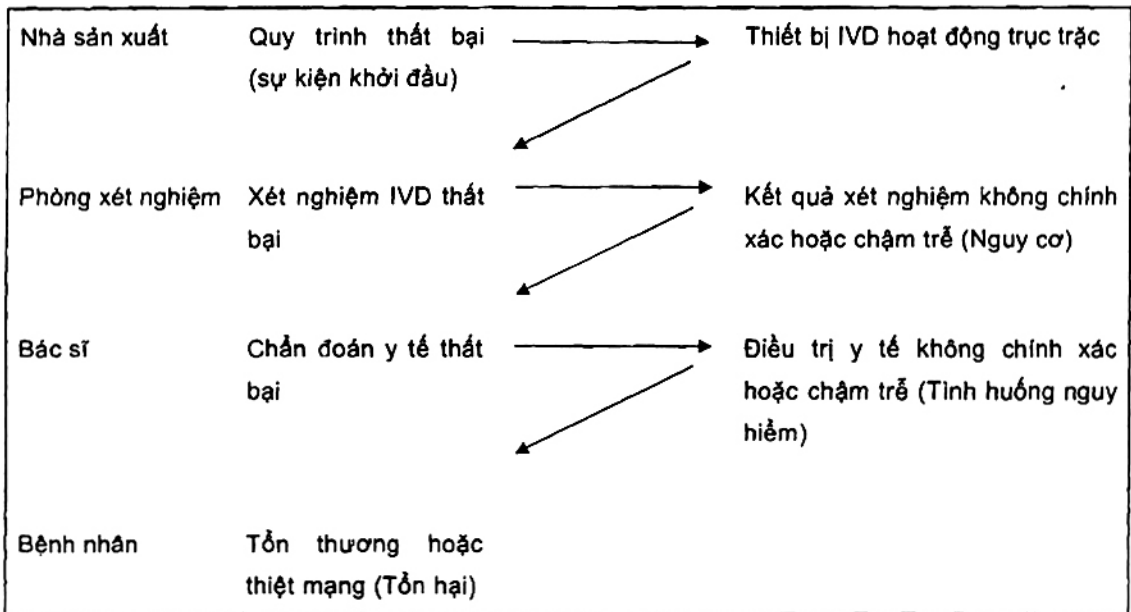 Nhà sản xuất Quy trình thất bại Thiết bị IVD hoạt động trục trặc
(sự kiện khởi đầu)
Phòng xét nghiệm Xét nghiệm IVD thất Kết quả xét nghiệm không chính
bại xác hoặc chậm trễ (Nguy cơ)
Bác sĩ Chẩn đoán y tế thất Điều trị y tế không chính xác
bại hoặc chậm trễ (Tình huống nguy
hiểm)
Bệnh nhân Tổn thương hoặc
thiệt mạng (Tổn hại)